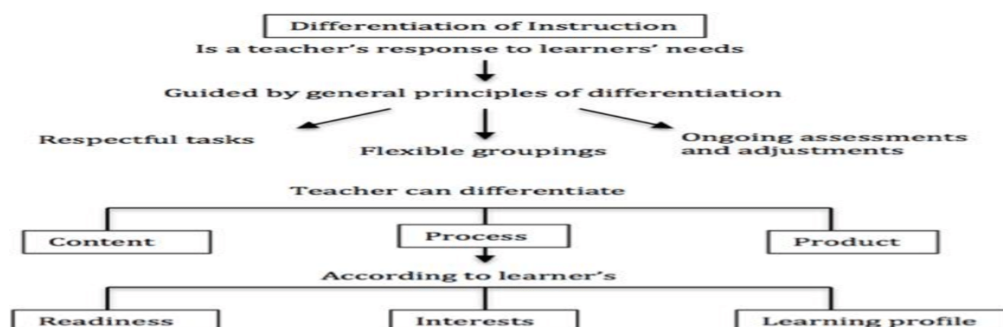 Differentiation of Instruction
Is a teacher's response to learners' needs
Guided by general principles of differentiation
Respectful tasks
Flexible groupings
Ongoing assessments
and adjustments
Teacher can differentiate
Content
Process
Product
According to learner's
Readiness
Interests
Learning profile